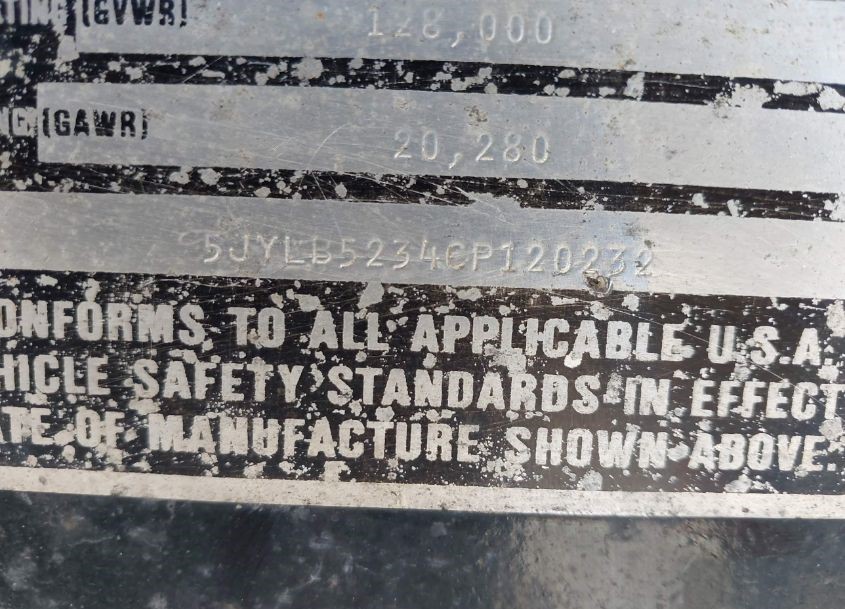 (GVWR) 128,000
(GAWR) 20,280
5JYLB5234CP120232
ONFORMS TO ALL APPLICABLE U.S.A.
HICLE SAFETY STANDARDS IN EFFECT
ATE OF MANUFACTURE SHOWN ABOVE.